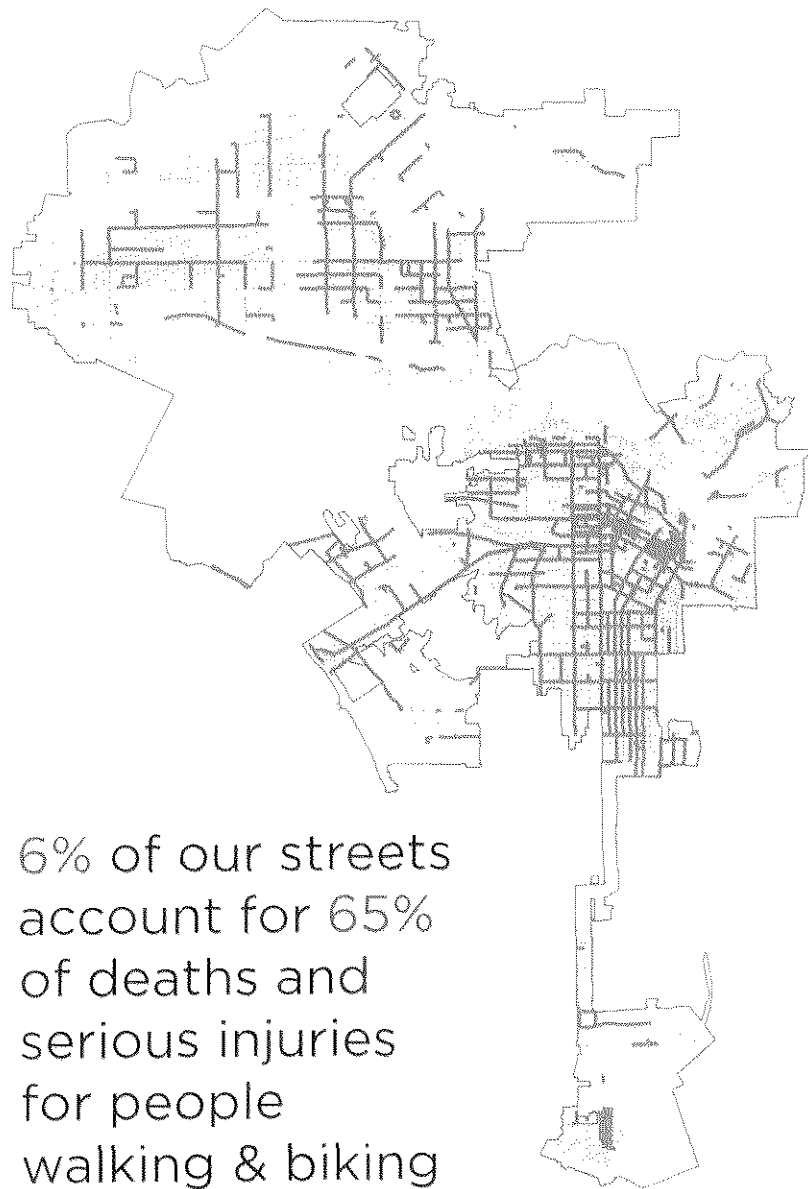 6% of our streets
account for 65%
of deaths and
serious injuries
for people
walking & biking